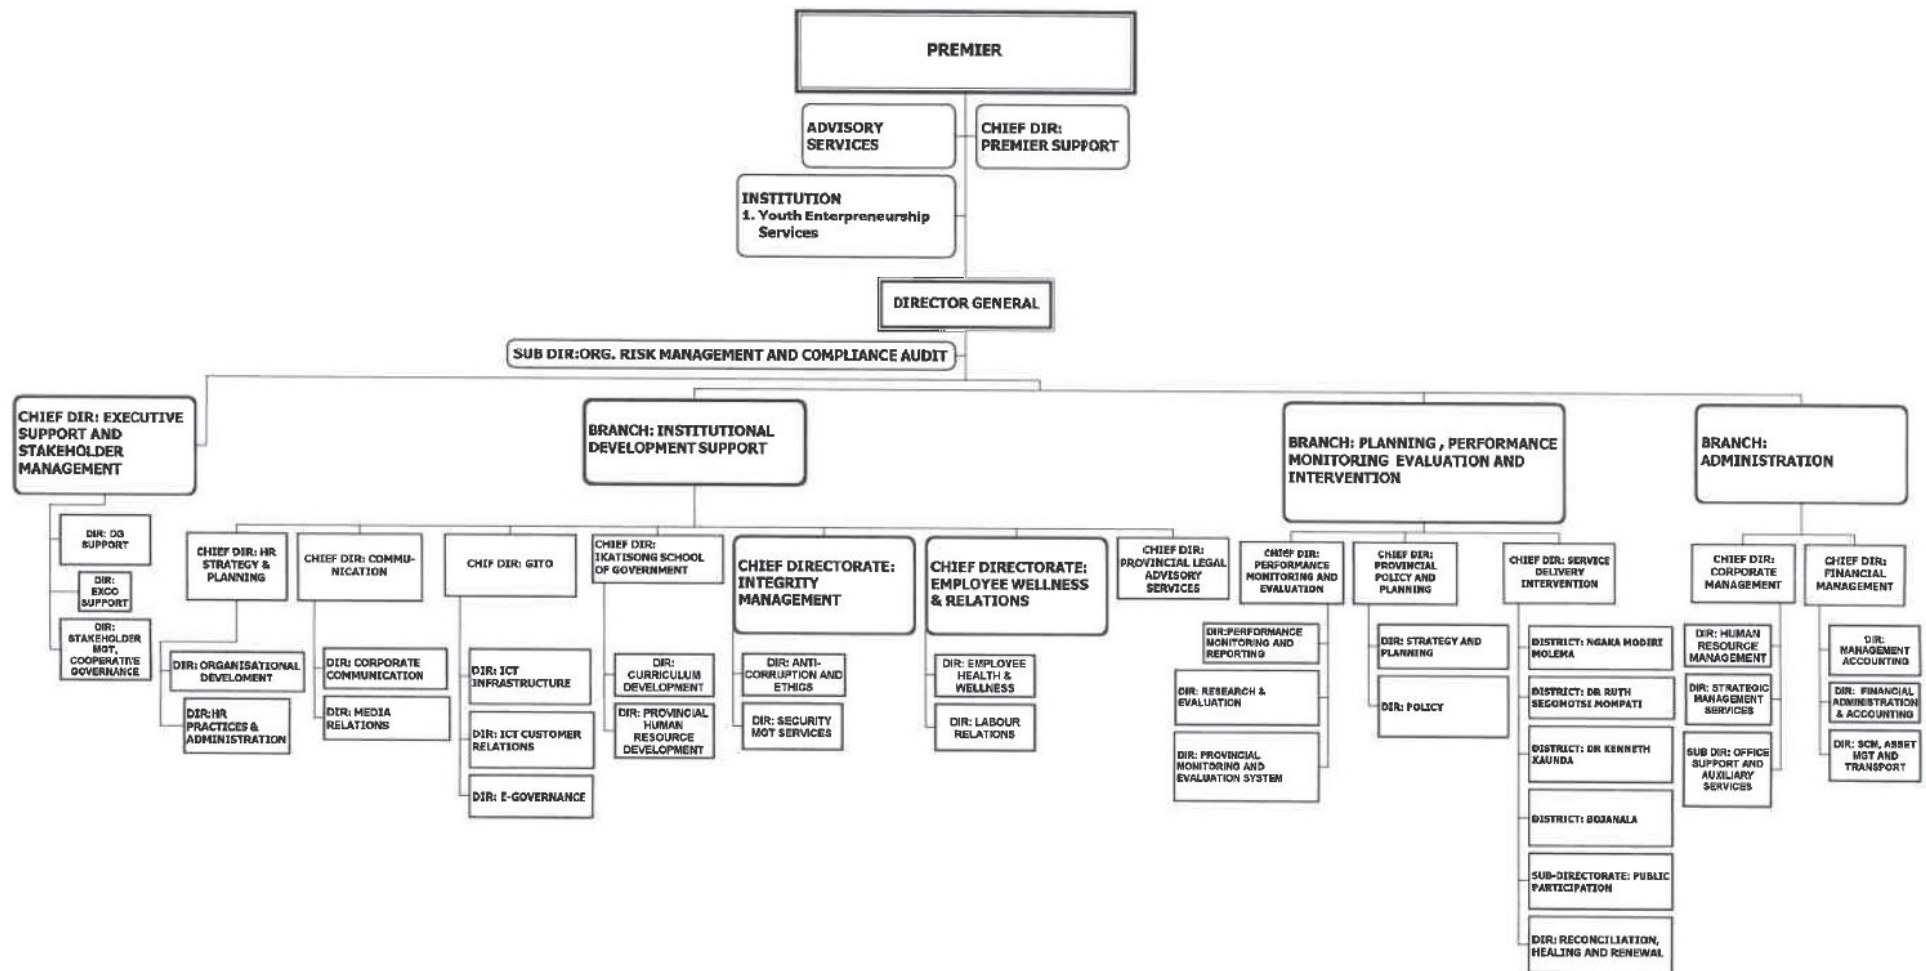 PREMIER
ADVISORY
SERVICES
CHIEF DIR:
PREMIER SUPPORT
INSTITUTION
1. Youth Enterpreneurship
Services
DIRECTOR GENERAL
SUB DIR:ORG. RISK MANAGEMENT AND COMPLIANCE AUDIT
CHIEF DIR: EXECUTIVE
SUPPORT AND
STAKEHOLDER
MANAGEMENT
BRANCH: INSTITUTIONAL
DEVELOPMENT SUPPORT
BRANCH: PLANNING , PERFORMANCE
MONITORING EVALUATION AND
INTERVENTION
BRANCH:
ADMINISTRATION
DIR: DG
SUPPORT
DIR:
EXCO
SUPPORT
DIR:
STAKEHOLDER
MGT,
COOPERATIVE
GOVERNANCE
CHIEF DIR: HR
STRATEGY &
PLANNING
DIR: ORGANISATIONAL
DEVELOMENT
DIR:HR
PRACTICES &
ADMINISTRATION
CHIEF DIR: COMMU-
NICATION
DIR: CORPORATE
COMMUNICATION
DIR: MEDIA
RELATIONS
CHIF DIR: GITO
DIR: ICT
INFRASTRUCTURE
DIR: ICT CUSTOMER
RELATIONS
DIR: E-GOVERNANCE
CHIEF DIR:
IKATISONG SCHOOL
OF GOVERNMENT
DIR:
CURRICULUM
DEVELOPMENT
DIR: PROVINCIAL
HUMAN
RESOURCE
DEVELOPMENT
CHIEF DIRECTORATE:
INTEGRITY
MANAGEMENT
DIR: ANTI-
CORRUPTION AND
ETHICS
DIR: SECURITY
MGT SERVICES
CHIEF DIRECTORATE:
EMPLOYEE WELLNESS
& RELATIONS
DIR: EMPLOYEE
HEALTH &
WELLNESS
DIR: LABOUR
RELATIONS
CHIEF DIR:
PROVINCIAL LEGAL
ADVISORY
SERVICES
CHIEF DIR:
PERFORMANCE
MONITORING AND
EVALUATION
DIR:PERFORMANCE
MONITORING AND
REPORTING
DIR: RESEARCH &
EVALUATION
DIR: PROVINCIAL
MONITORING AND
EVALUATION SYSTEM
CHIEF DIR:
PROVINCIAL
POLICY AND
PLANNING
DIR: STRATEGY AND
PLANNING
DIR: POLICY
CHIEF DIR: SERVICE
DELIVERY
INTERVENTION
DISTRICT: NGAKA MODIRI
MOLEMA
DISTRICT: DR RUTH
SEGOMOTSI MOMPATI
DISTRICT: DR KENNETH
KAUNDA
DISTRICT: BOJANALA
SUB-DIRECTORATE: PUBLIC
PARTICIPATION
DIR: RECONCILIATION,
HEALING AND RENEWAL
CHIEF DIR:
CORPORATE
MANAGEMENT
DIR: HUMAN
RESOURCE
MANAGEMENT
DIR: STRATEGIC
MANAGEMENT
SERVICES
SUB DIR: OFFICE
SUPPORT AND
AUXILIARY
SERVICES
CHIEF DIR:
FINANCIAL
MANAGEMENT
DIR:
MANAGEMENT
ACCOUNTING
DIR: FINANCIAL
ADMINISTRATION
& ACCOUNTING
DIR: SCM, ASSET
MGT AND
TRANSPORT